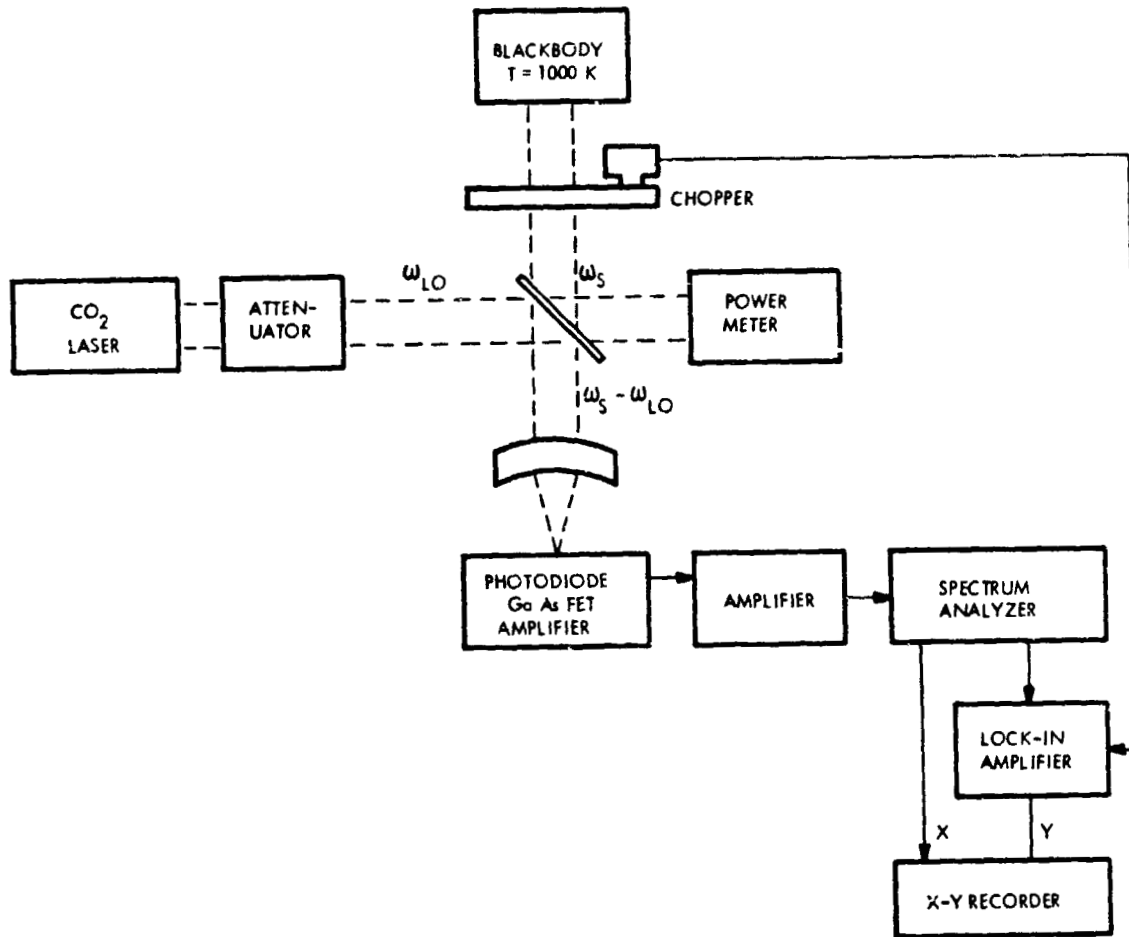 BLACKBODY
T = 1000 K
CHOPPER
ω_LO
ω_S
CO₂
LASER
ATTEN-
UATOR
POWER
METER
ω_S - ω_LO
PHOTODIODE
Ga As FET
AMPLIFIER
AMPLIFIER
SPECTRUM
ANALYZER
LOCK-IN
AMPLIFIER
X
Y
X-Y RECORDER